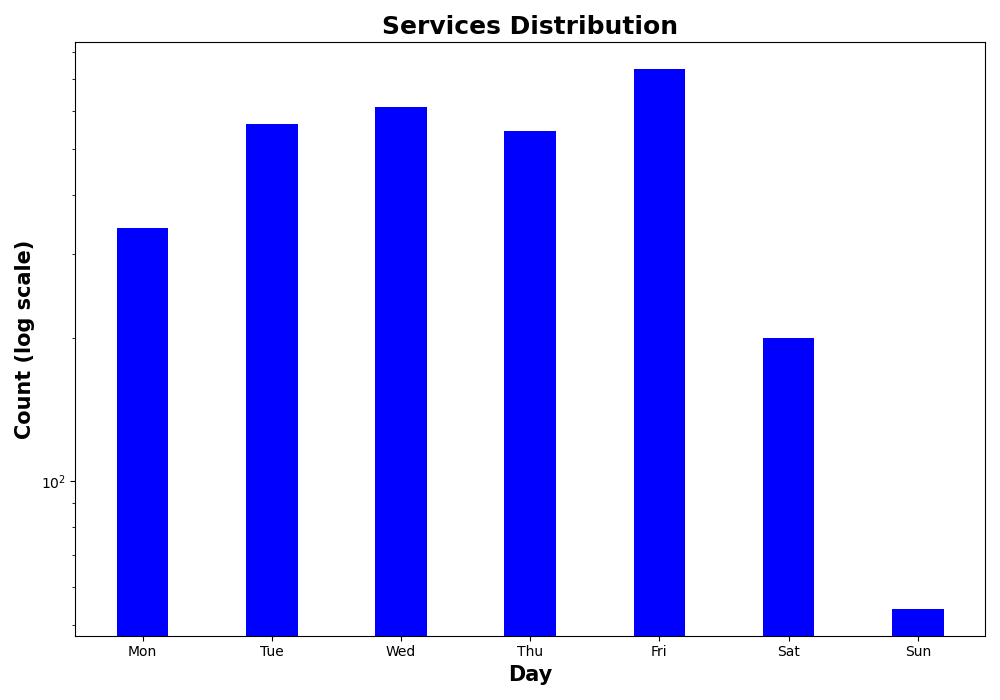 Services Distribution
Count (log scale)
10²
Mon Tue Wed Thu Fri Sat Sun
Day